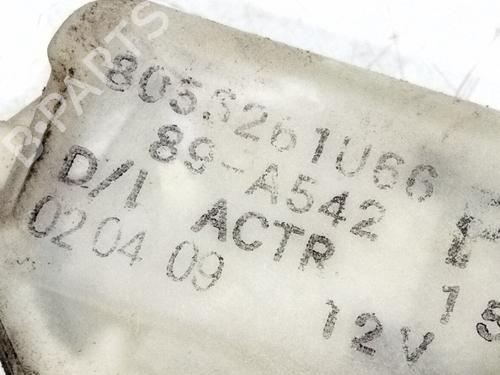 8053261U66
89-A542
D/L ACTR
02 04 09
12V
B-PARTS